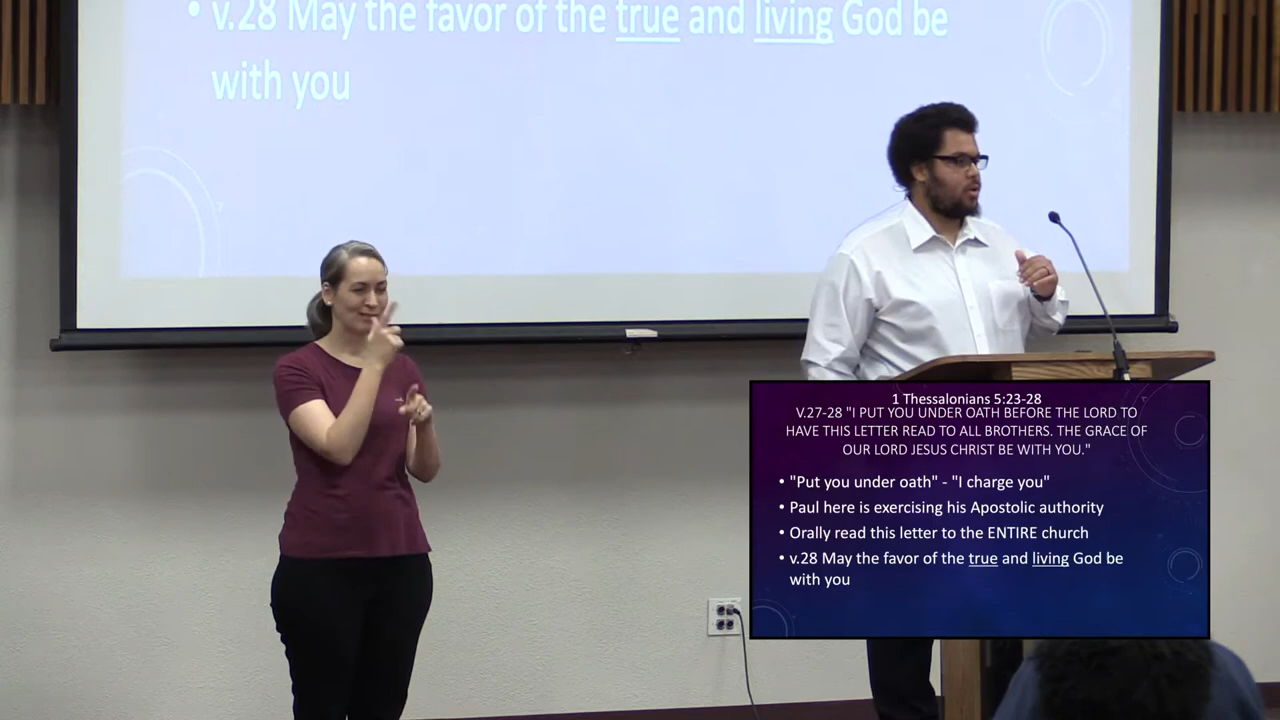 • v.28 May the favor of the true and living God be
with you
1 Thessalonians 5:23-28
V.27-28 "I PUT YOU UNDER OATH BEFORE THE LORD TO
HAVE THIS LETTER READ TO ALL BROTHERS. THE GRACE OF
OUR LORD JESUS CHRIST BE WITH YOU."
• "Put you under oath" - "I charge you"
• Paul here is exercising his Apostolic authority
• Orally read this letter to the ENTIRE church
• v.28 May the favor of the true and living God be
with you